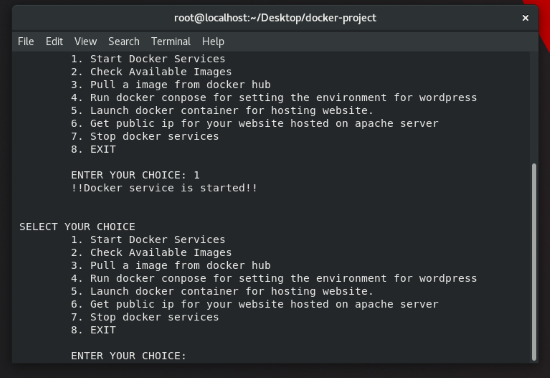 root@localhost:~/Desktop/docker-project
×
File Edit View Search Terminal Help
1. Start Docker Services
2. Check Available Images
3. Pull a image from docker hub
4. Run docker conpose for setting the environment for wordpress
5. Launch docker container for hosting website.
6. Get public ip for your website hosted on apache server
7. Stop docker services
8. EXIT
ENTER YOUR CHOICE: 1
!!Docker service is started!!
SELECT YOUR CHOICE
1. Start Docker Services
2. Check Available Images
3. Pull a image from docker hub
4. Run docker conpose for setting the environment for wordpress
5. Launch docker container for hosting website.
6. Get public ip for your website hosted on apache server
7. Stop docker services
8. EXIT
ENTER YOUR CHOICE: